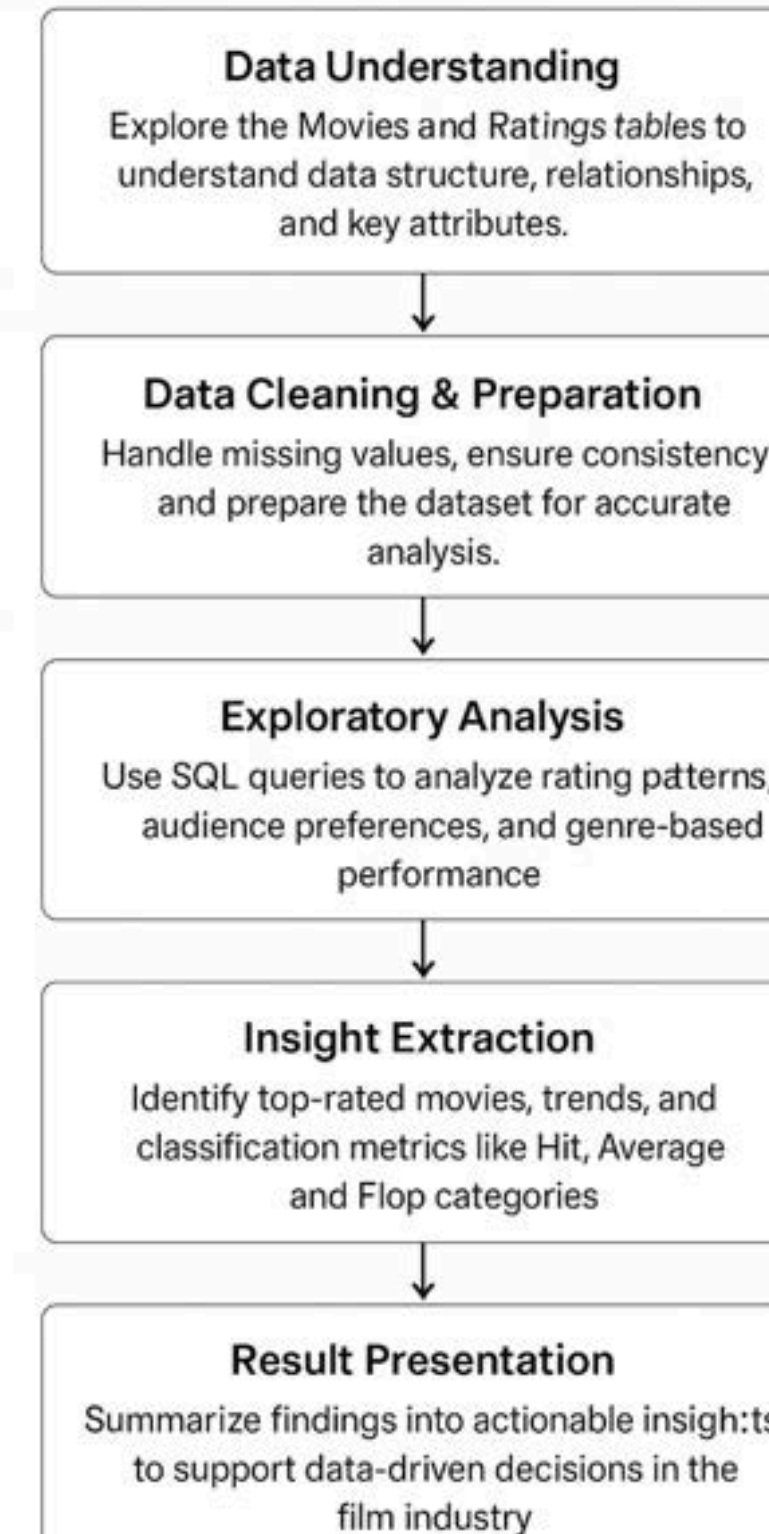 Data Understanding
Explore the Movies and Ratings tables to
understand data structure, relationships,
and key attributes.
Data Cleaning & Preparation
Handle missing values, ensure consistency
and prepare the dataset for accurate
analysis.
Exploratory Analysis
Use SQL queries to analyze rating patterns,
audience preferences, and genre-based
performance
Insight Extraction
Identify top-rated movies, trends, and
classification metrics like Hit, Average
and Flop categories
Result Presentation
Summarize findings into actionable insigh:ts
to support data-driven decisions in the
film industry